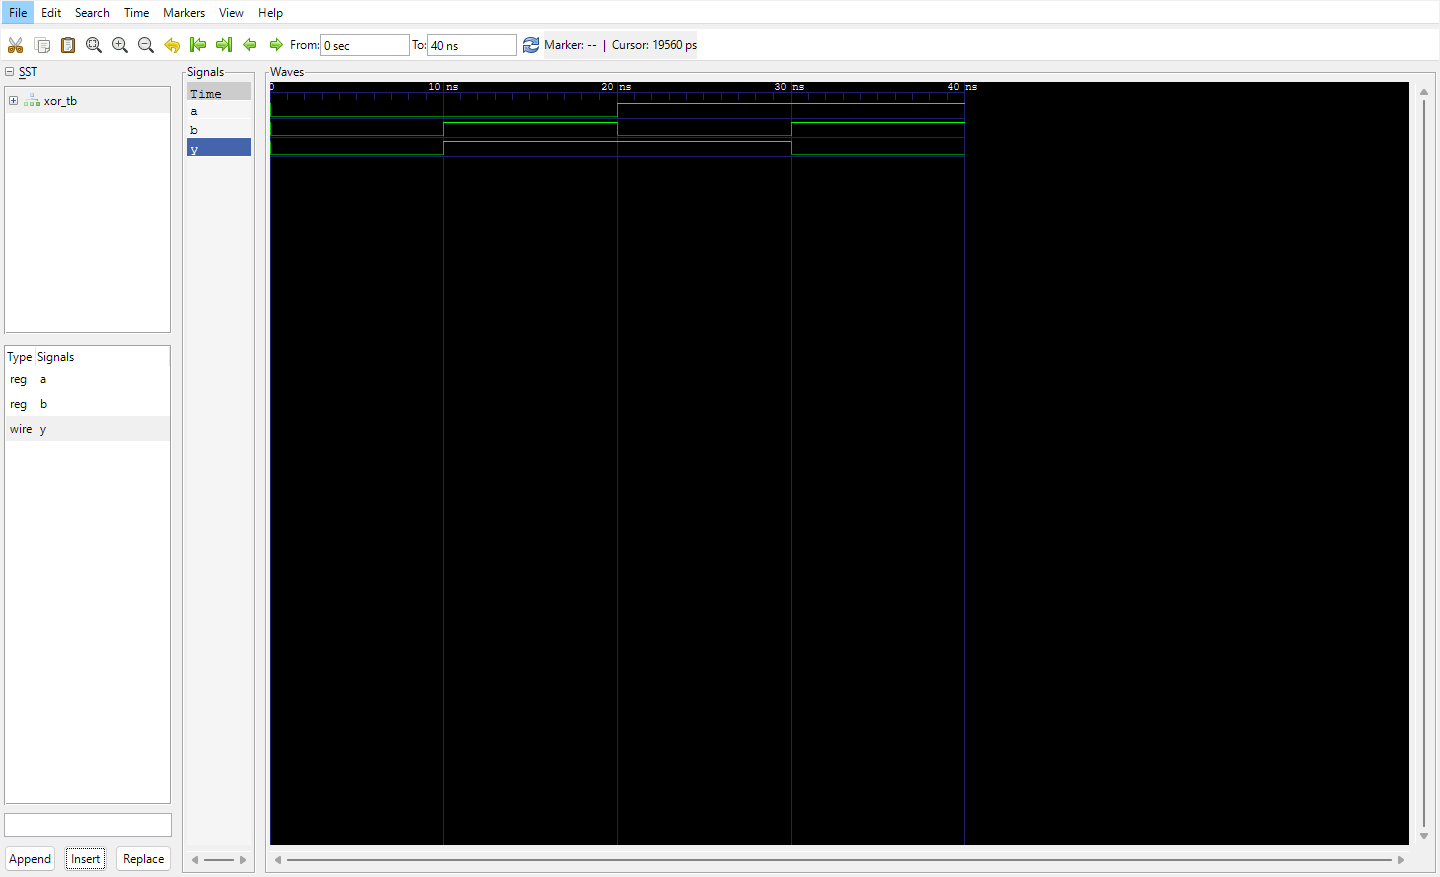 File Edit Search Time Markers View Help
From: 0 sec To: 40 ns Marker: -- | Cursor: 19560 ps
SST
xor_tb
Type Signals
reg a
reg b
wire y
Append Insert Replace
Signals
Time
a
b
y
Waves
0 10 ns 20 ns 30 ns 40 ns